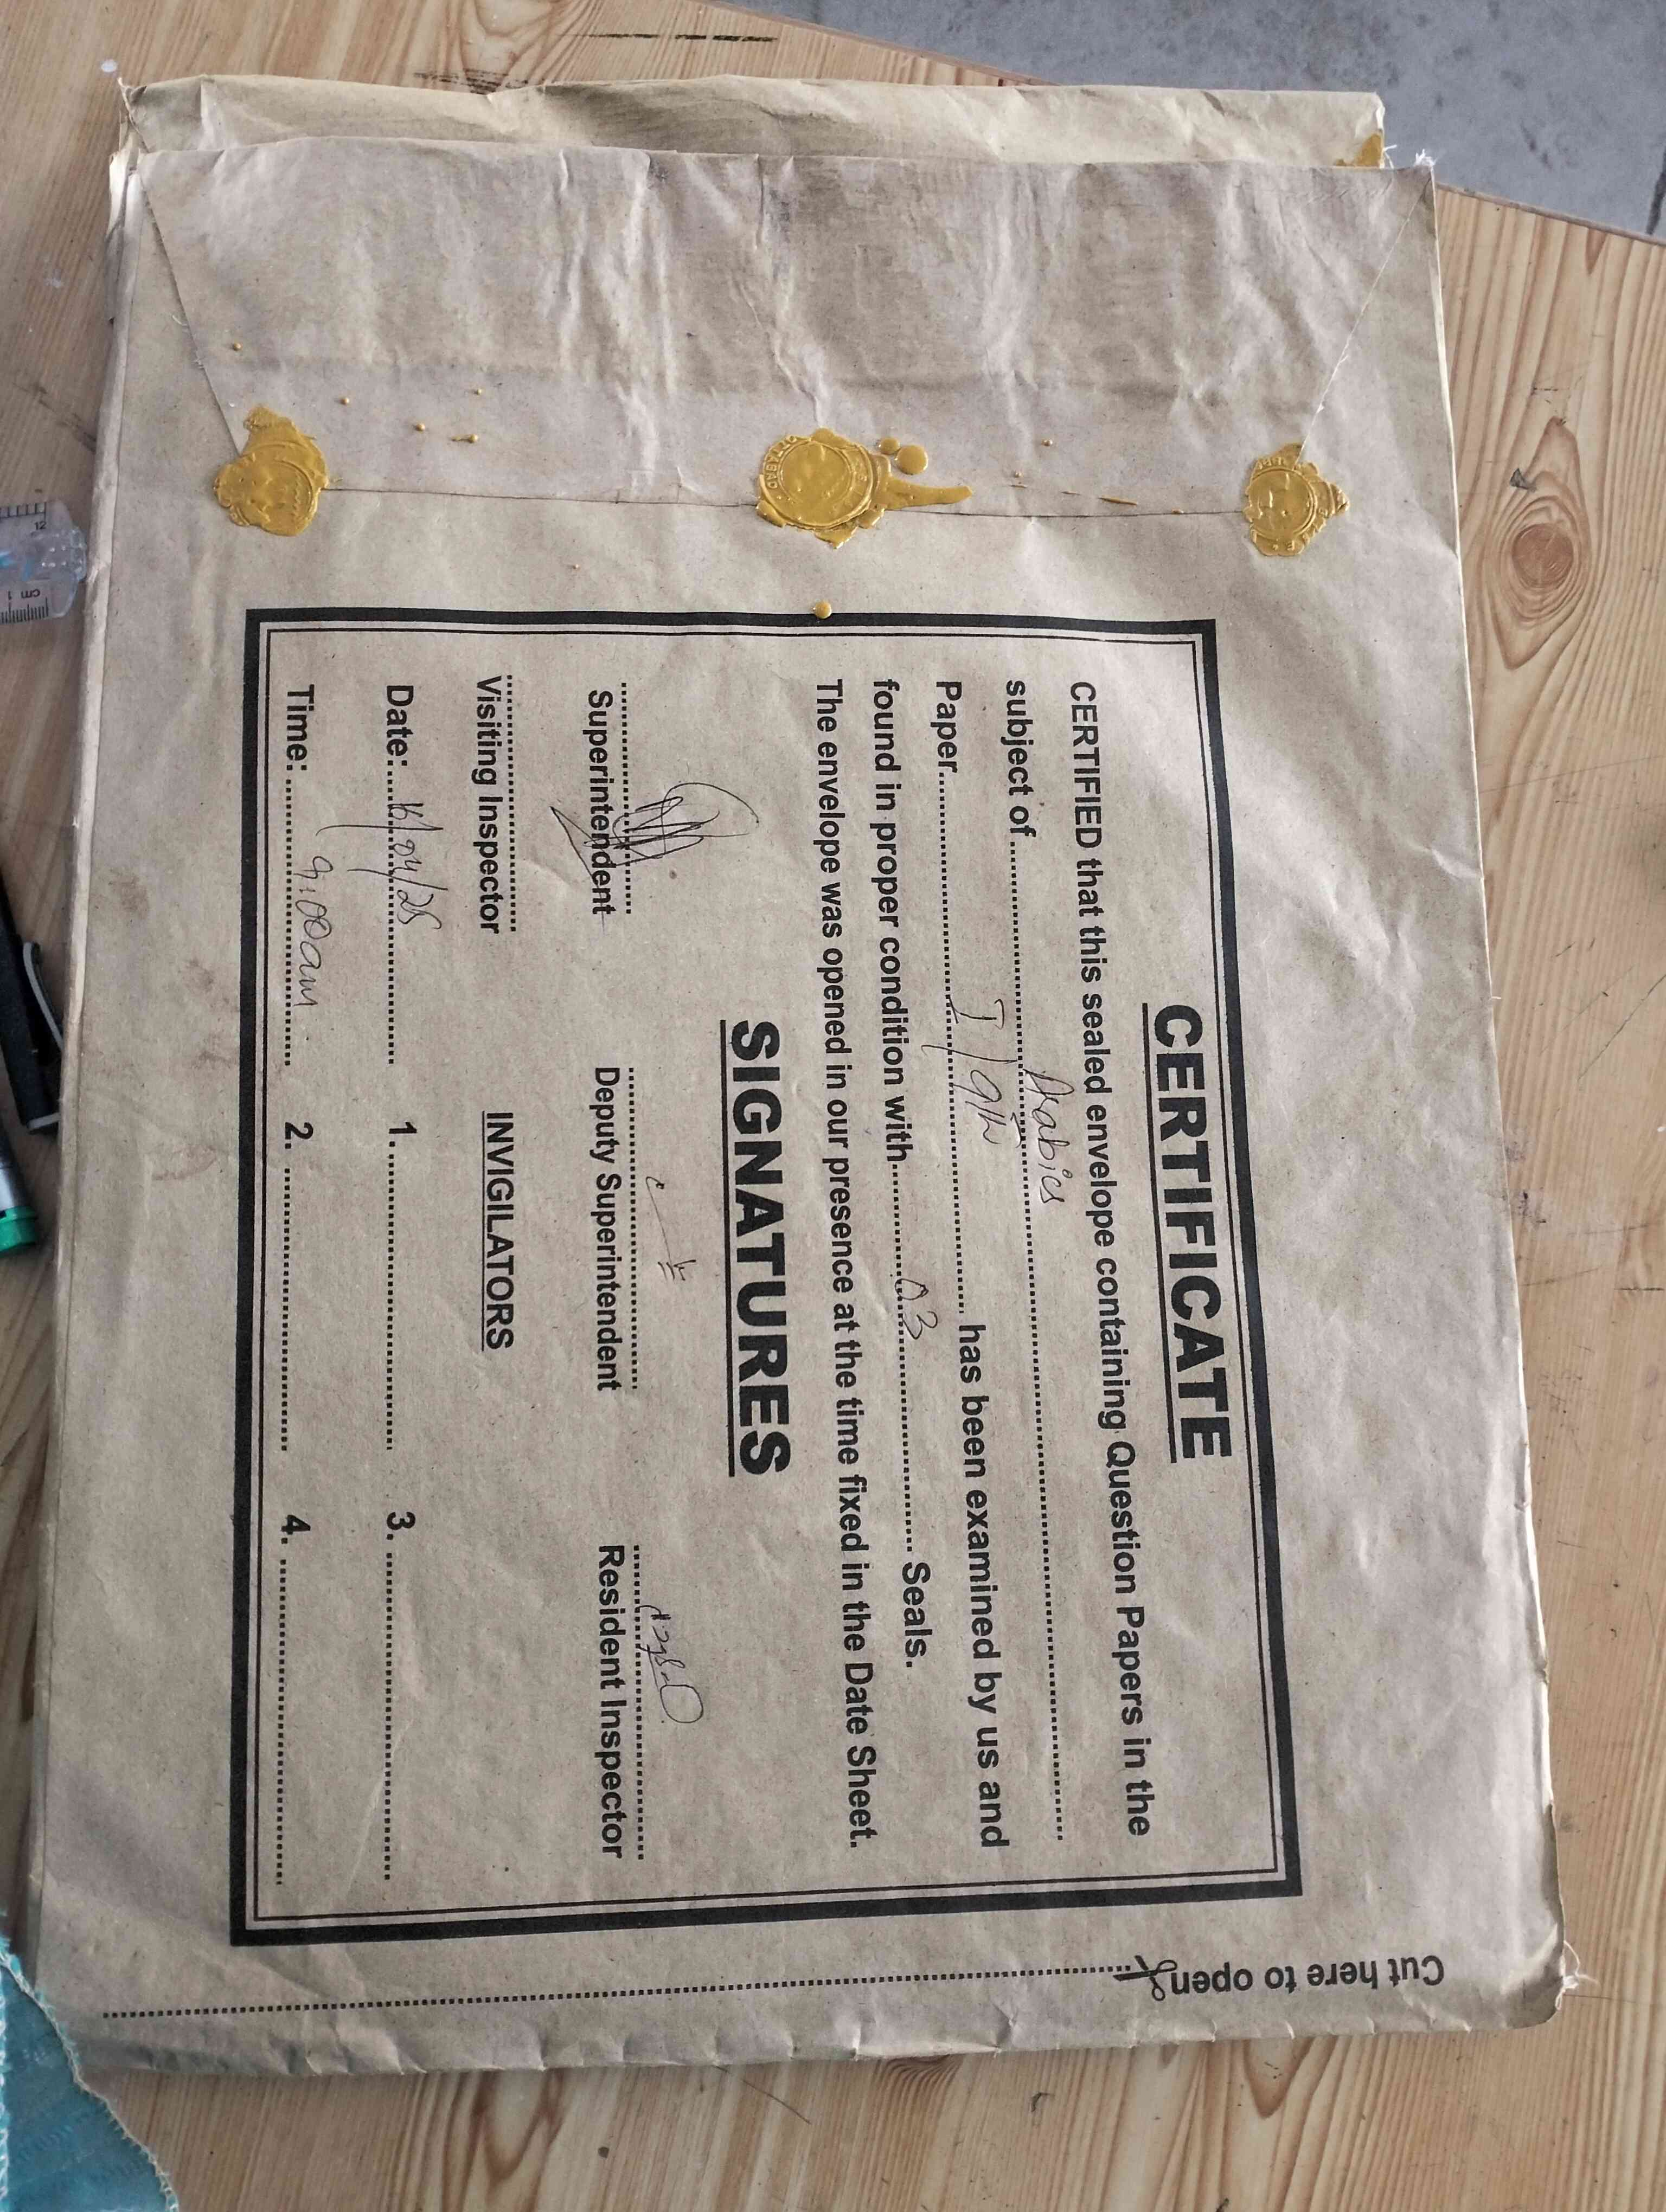 CERTIFICATE
CERTIFIED that this sealed envelope containing Question Papers in the
subject of.......... Arabics ..........
Paper.......... I / 9th .......... has been examined by us and
found in proper condition with.......... 03 .......... Seals.
The envelope was opened in our presence at the time fixed in the Date Sheet.
SIGNATURES
Superintendent Deputy Superintendent Resident Inspector
Visiting Inspector INVIGILATORS
Date: 16/04/25 1. .......... 3. ..........
Time: 9:00am 2. .......... 4. ..........
Cut here to open
12